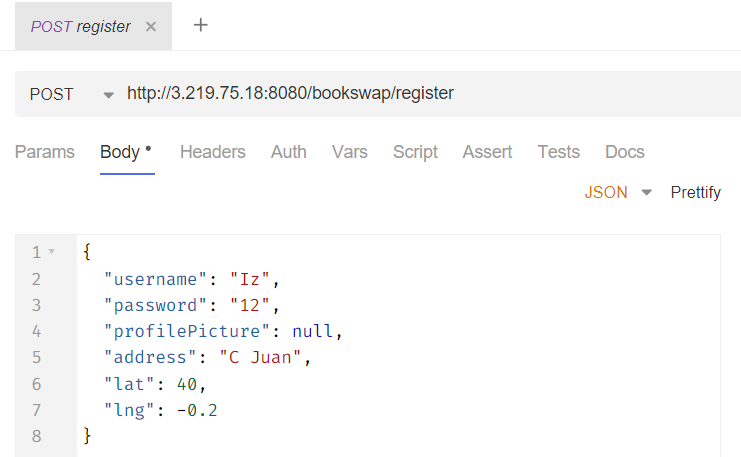 POST register × +
POST http://3.219.75.18:8080/bookswap/register
Params Body Headers Auth Vars Script Assert Tests Docs
JSON Prettify
1 {
2 "username": "Iz",
3 "password": "12",
4 "profilePicture": null,
5 "address": "C Juan",
6 "lat": 40,
7 "lng": -0.2
8 }